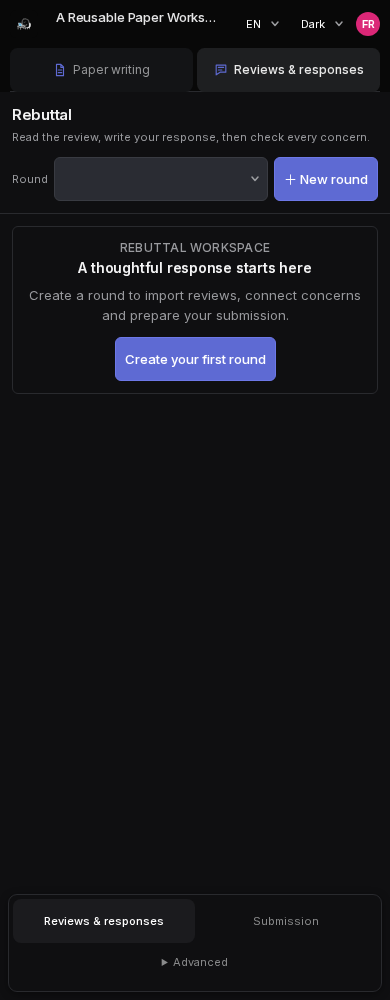 A Reusable Paper Works…
EN
Dark
FR
Paper writing
Reviews & responses
Rebuttal
Read the review, write your response, then check every concern.
Round
New round
REBUTTAL WORKSPACE
A thoughtful response starts here
Create a round to import reviews, connect concerns
and prepare your submission.
Create your first round
Reviews & responses
Submission
Advanced